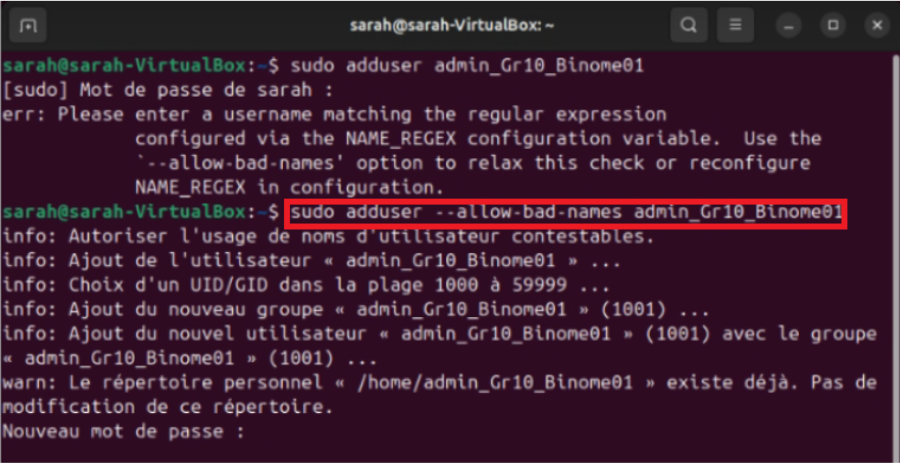 sarah@sarah-VirtualBox: ~
sarah@sarah-VirtualBox:~$ sudo adduser admin_Gr10_Binome01
[sudo] Mot de passe de sarah :
err: Please enter a username matching the regular expression
configured via the NAME_REGEX configuration variable.  Use the
`--allow-bad-names' option to relax this check or reconfigure
NAME_REGEX in configuration.
sarah@sarah-VirtualBox:~$ sudo adduser --allow-bad-names admin_Gr10_Binome01
info: Autoriser l'usage de noms d'utilisateur contestables.
info: Ajout de l'utilisateur « admin_Gr10_Binome01 » ...
info: Choix d'un UID/GID dans la plage 1000 à 59999 ...
info: Ajout du nouveau groupe « admin_Gr10_Binome01 » (1001) ...
info: Ajout du nouvel utilisateur « admin_Gr10_Binome01 » (1001) avec le groupe
« admin_Gr10_Binome01 » (1001) ...
warn: Le répertoire personnel « /home/admin_Gr10_Binome01 » existe déjà. Pas de
modification de ce répertoire.
Nouveau mot de passe :